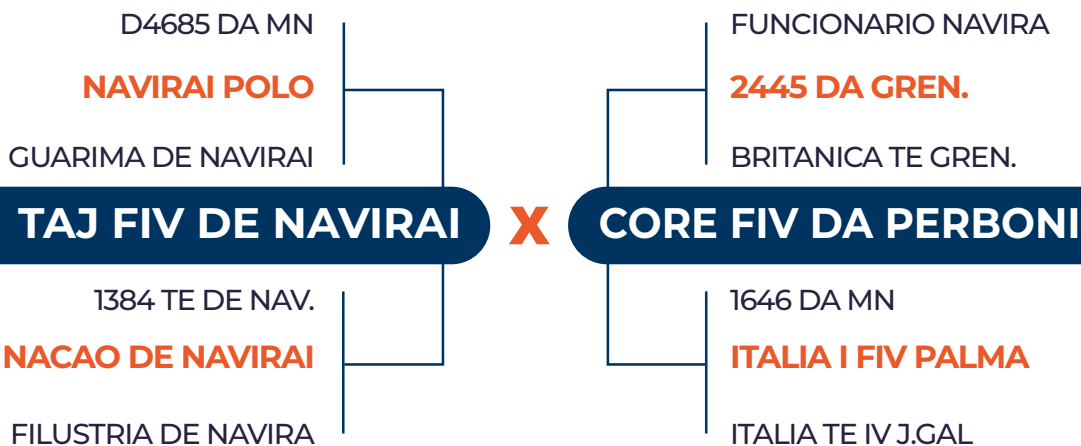 D4685 DA MN
FUNCIONARIO NAVIRA
NAVIRAI POLO
2445 DA GREN.
GUARIMA DE NAVIRAI
BRITANICA TE GREN.
TAJ FIV DE NAVIRAI X CORE FIV DA PERBONI
1384 TE DE NAV.
1646 DA MN
NACAO DE NAVIRAI
ITALIA I FIV PALMA
FILUSTRIA DE NAVIRA
ITALIA TE IV J.GAL